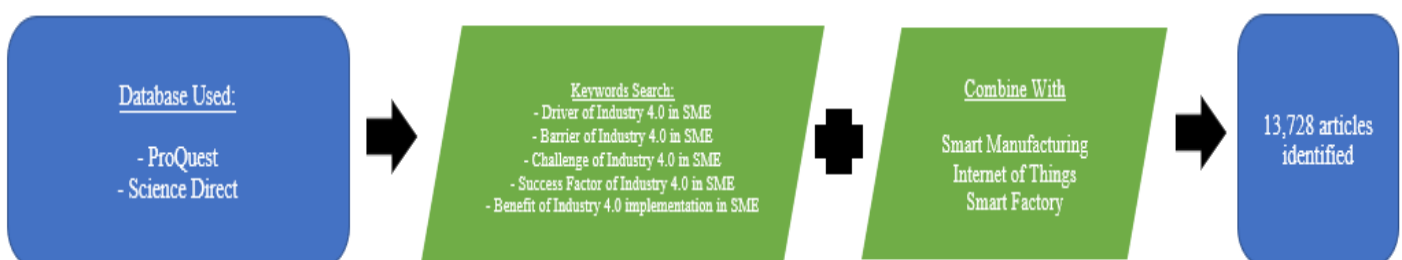 Database Used:
- ProQuest
- Science Direct
Keywords Search:
- Driver of Industry 4.0 in SME
- Barrier of Industry 4.0 in SME
- Challenge of Industry 4.0 in SME
- Success Factor of Industry 4.0 in SME
- Benefit of Industry 4.0 implementation in SME
Combine With
Smart Manufacturing
Internet of Things
Smart Factory
13,728 articles
identified